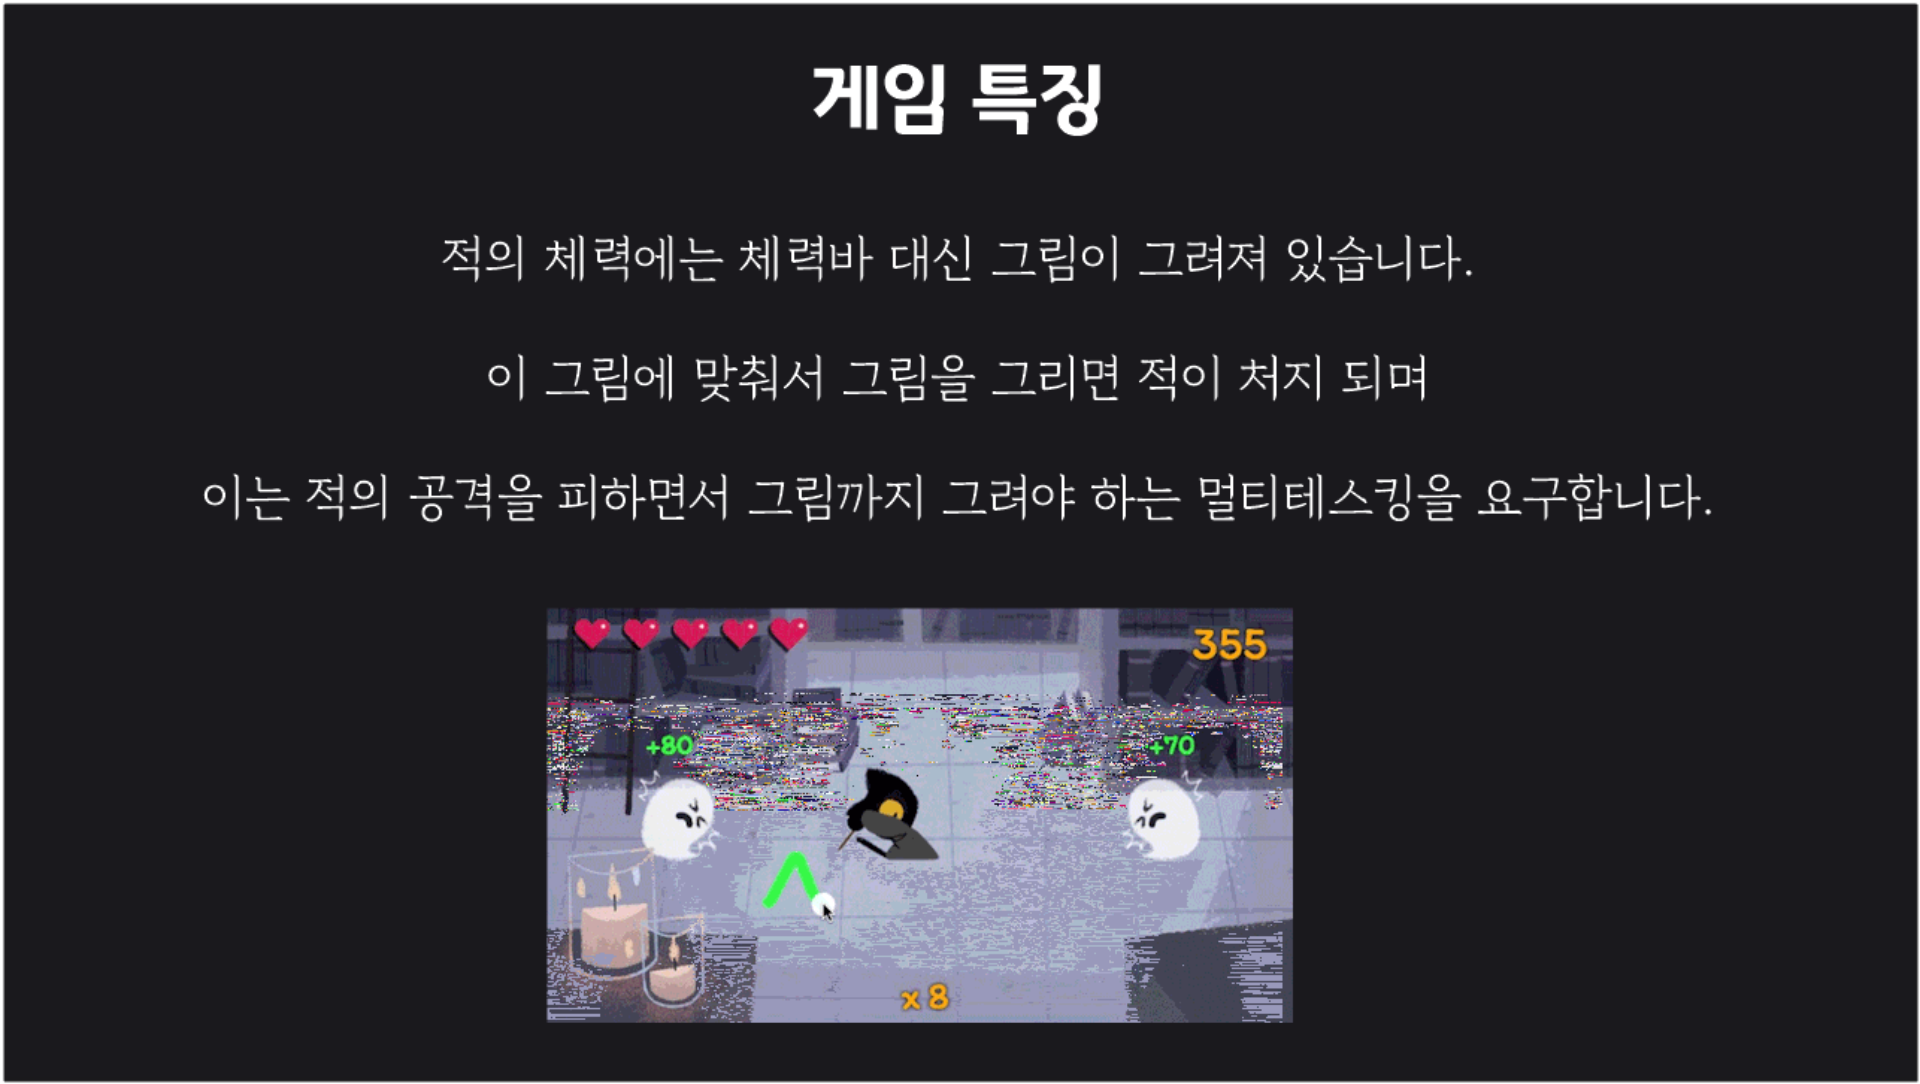 게임 특징
적의 체력에는 체력바 대신 그림이 그려져 있습니다.
이 그림에 맞춰서 그림을 그리면 적이 처지 되며
이는 적의 공격을 피하면서 그림까지 그려야 하는 멀티테스킹을 요구합니다.
355
+80
+70
x 8